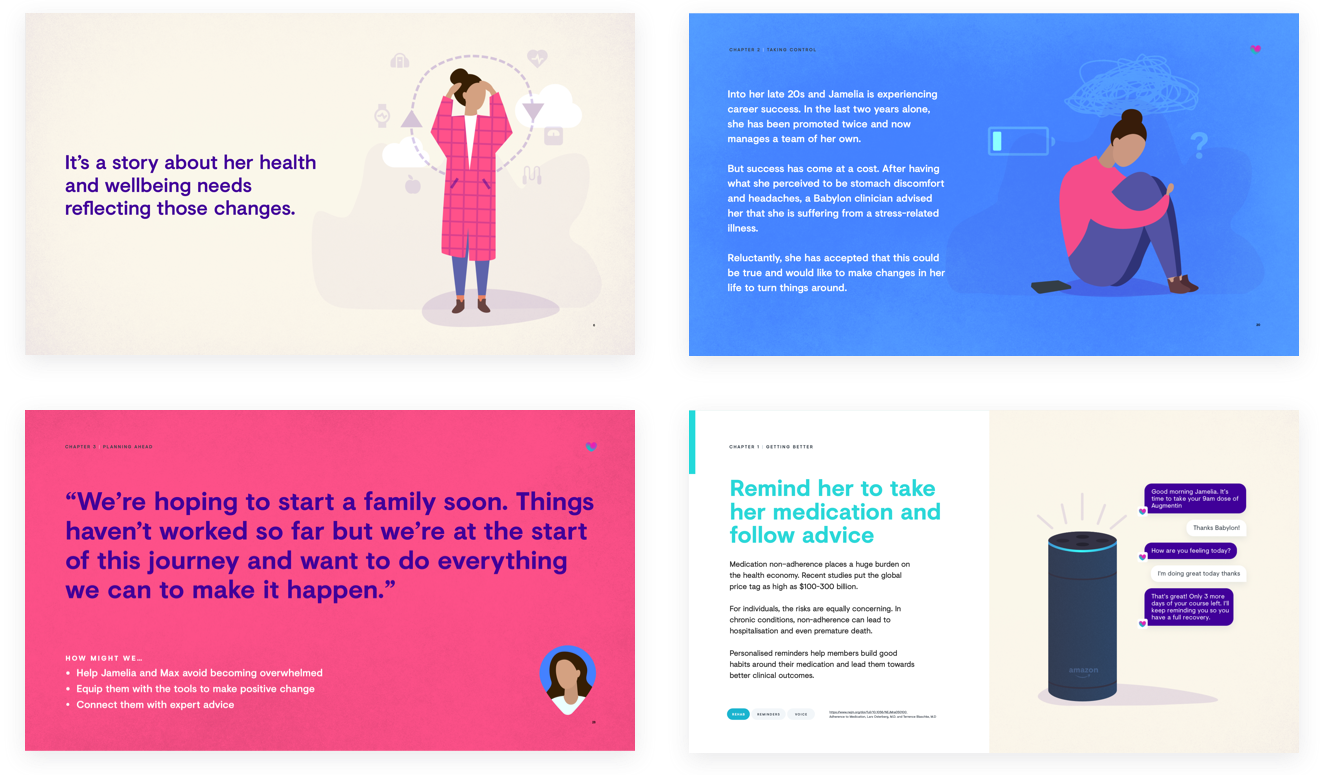 It's a story about her health
and wellbeing needs
reflecting those changes.
CHAPTER 2 : TAKING CONTROL
Into her late 20s and Jamelia is experiencing
career success. In the last two years alone,
she has been promoted twice and now
manages a team of her own.
But success has come at a cost. After having
what she perceived to be stomach discomfort
and headaches, a Babylon clinician advised
her that she is suffering from a stress-related
illness.
Reluctantly, she has accepted that this could
be true and would like to make changes in her
life to turn things around.
?
CHAPTER 3 : PLANNING AHEAD
“We’re hoping to start a family soon. Things
haven’t worked so far but we’re at the start
of this journey and want to do everything
we can to make it happen.”
HOW MIGHT WE…
• Help Jamelia and Max avoid becoming overwhelmed
• Equip them with the tools to make positive change
• Connect them with expert advice
CHAPTER 1 : GETTING BETTER
Remind her to take
her medication and
follow advice
Medication non-adherence places a huge burden on
the health economy. Recent studies put the global
price tag as high as $100-300 billion.
For individuals, the risks are equally concerning. In
chronic conditions, non-adherence can lead to
hospitalisation and even premature death.
Personalised reminders help members build good
habits around their medication and lead them towards
better clinical outcomes.
REMINDERS
VOICE
Good morning Jamelia. It's
time to take your 9am dose of
Augmentin
Thanks Babylon!
How are you feeling today?
I'm doing great today thanks
That's great! Only 3 more
days of your course left. I'll
keep reminding you so you
have a full recovery.
amazon